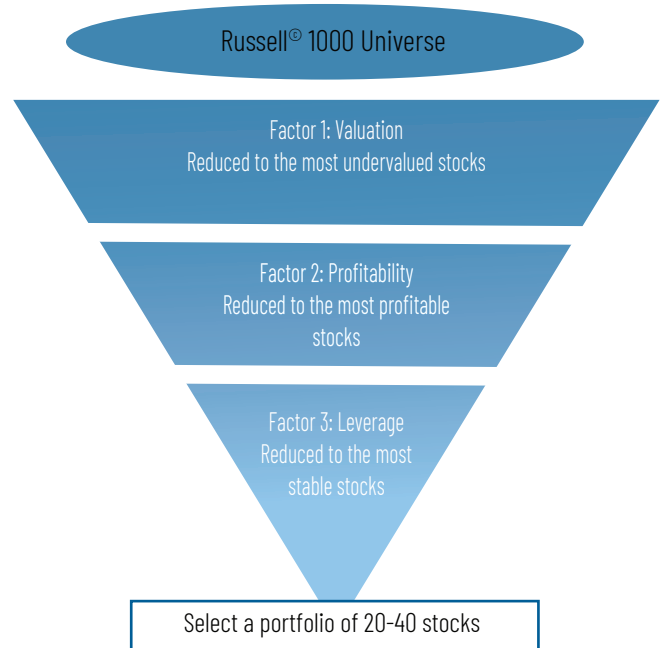 Russell© 1000 Universe
Factor 1: Valuation
Reduced to the most undervalued stocks
Factor 2: Profitability
Reduced to the most profitable
stocks
Factor 3: Leverage
Reduced to the most
stable stocks
Select a portfolio of 20-40 stocks